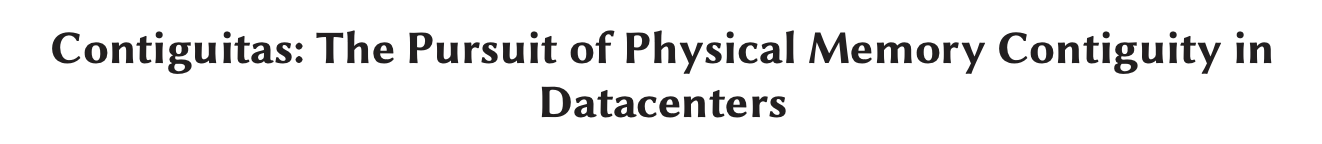 Contiguitas: The Pursuit of Physical Memory Contiguity in
Datacenters